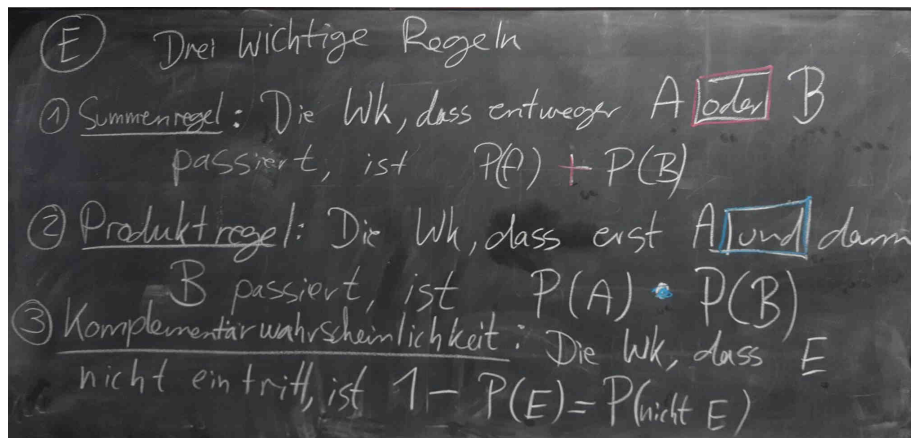 Ⓔ Drei wichtige Regeln
① Summenregel: Die Wk, dass entweger A oder B
passiert, ist P(A) + P(B)
② Produktregel: Die Wk, dass erst A und dann
B passiert, ist P(A) • P(B)
③ Komplementärwahrscheinlichkeit: Die Wk, dass E
nicht eintritt, ist 1 - P(E) = P(nicht E)